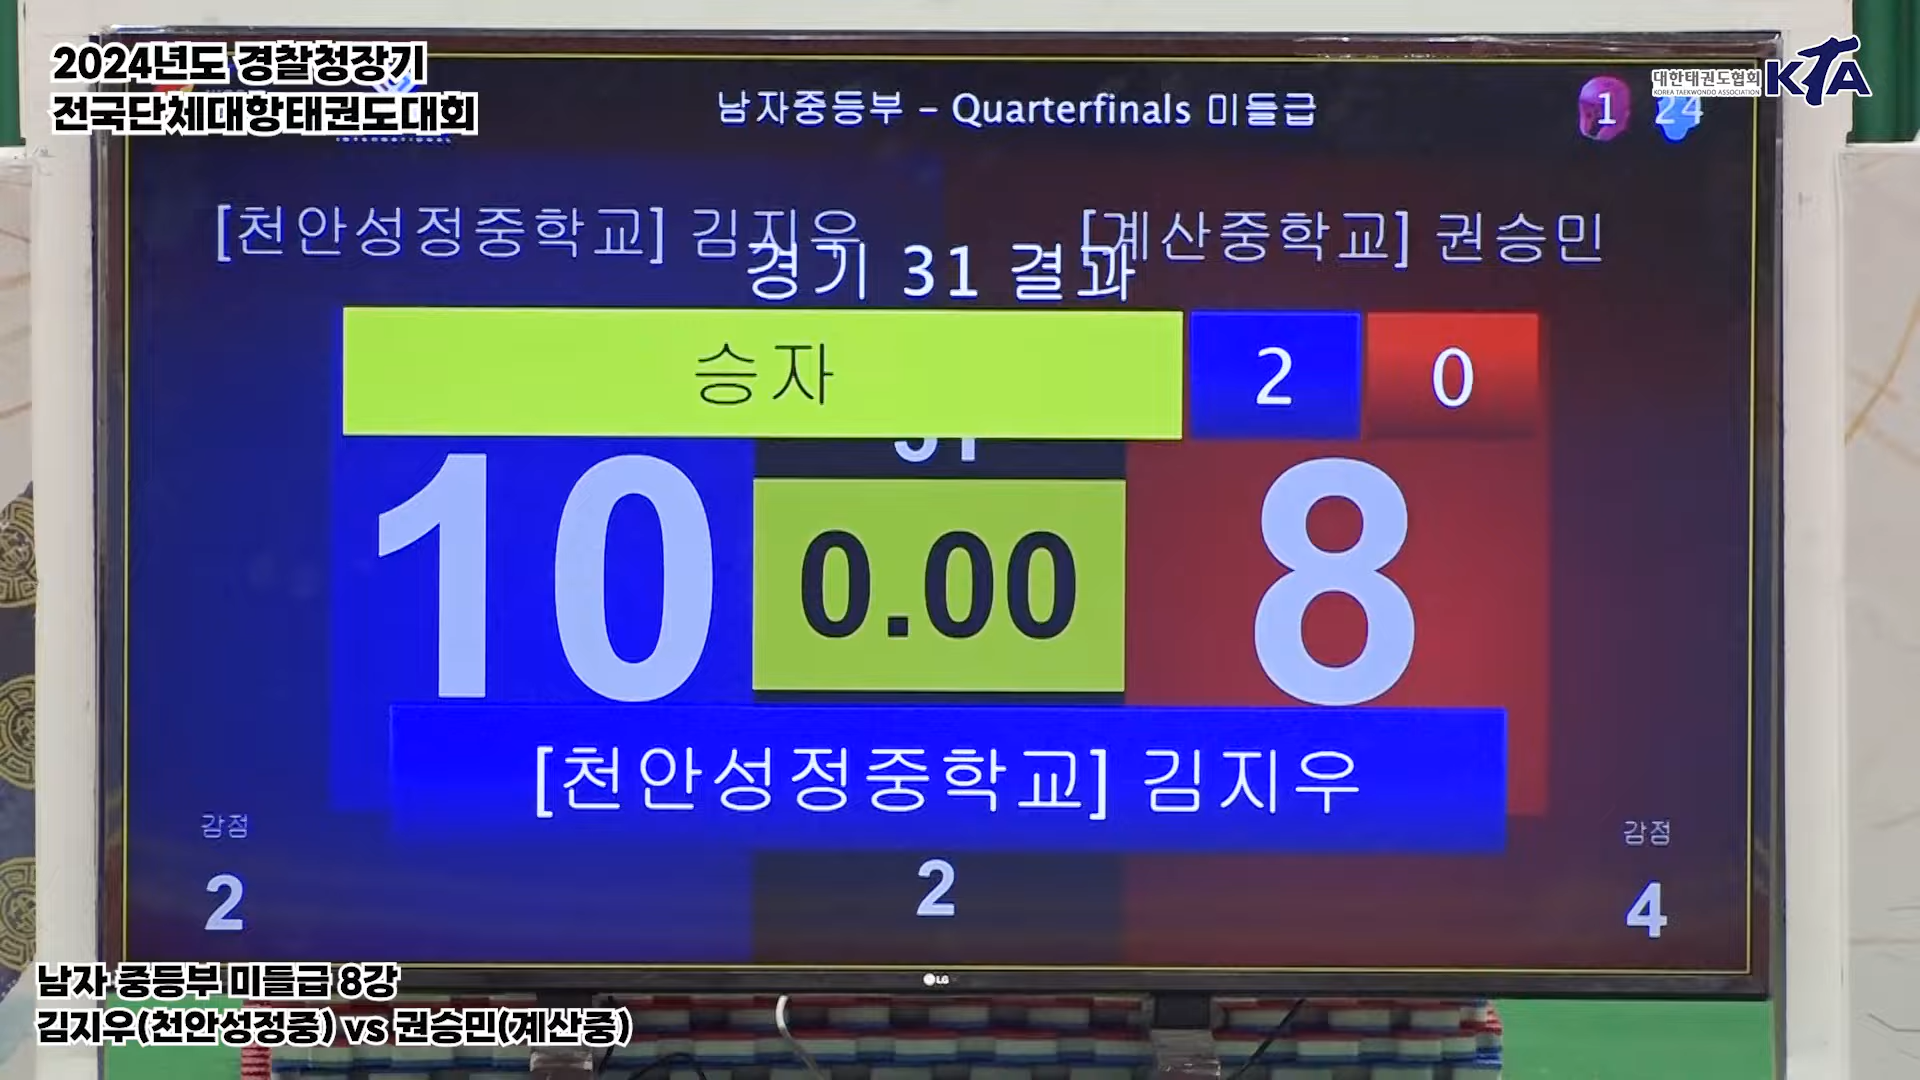 2024년도 경찰청장기
전국단체대항태권도대회
남자중등부 - Quarterfinals 미들급
1 24
대한태권도협회 KTA
KOREA TAEKWONDO ASSOCIATION
[천안성정중학교] 김지우
[계산중학교] 권승민
경기 31 결과
승자 2 0
10 0.00 8
[천안성정중학교] 김지우
감점 감점
2 2 4
LG
남자 중등부 미들급 8강
김지우(천안성정중) vs 권승민(계산중)